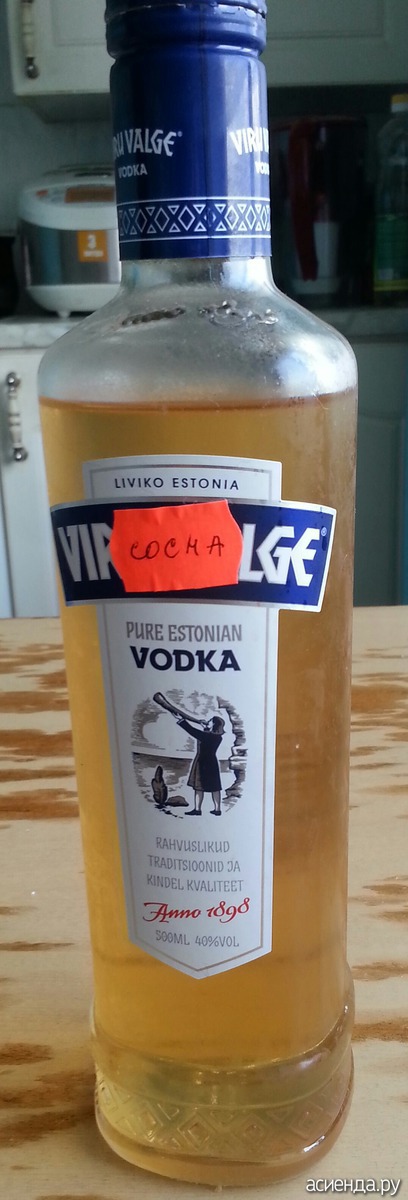 VIRU VALGE®
VODKA
3
LIVIKO ESTONIA
СОСНА
PURE ESTONIAN
VODKA
RAHVUSLIKUD
TRADITSIOONID JA
KINDEL KVALITEET
Anno 1898
500ML 40%VOL
асиенда.ру